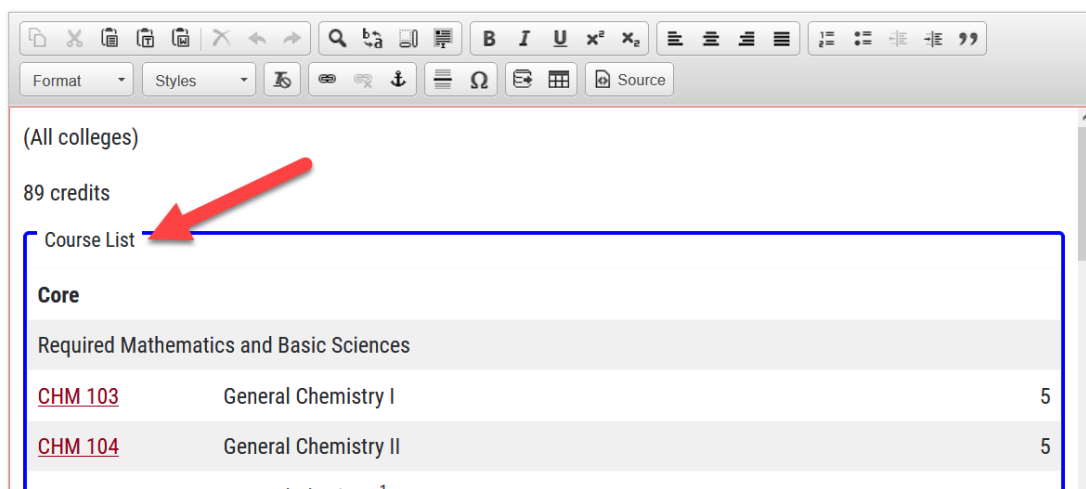 Format Styles Source
(All colleges)
89 credits
Course List
Core
Required Mathematics and Basic Sciences
CHM 103 General Chemistry I 5
CHM 104 General Chemistry II 5